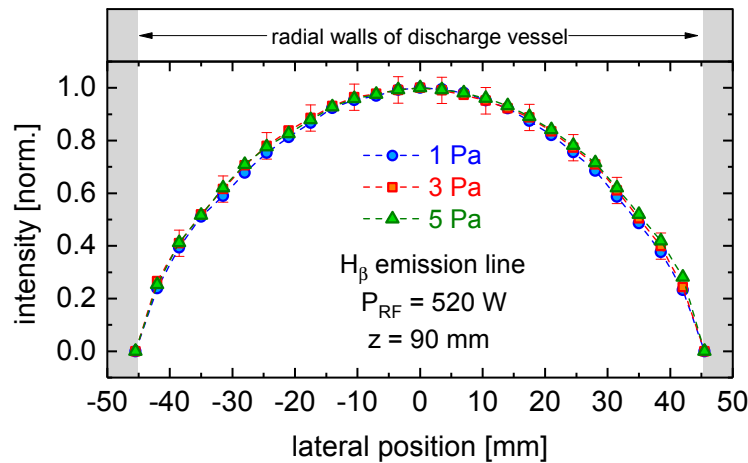 radial walls of discharge vessel
1.0
0.8
0.6
0.4
0.2
0.0
intensity [norm.]
1 Pa
3 Pa
5 Pa
Hβ emission line
PRF = 520 W
z = 90 mm
-50 -40 -30 -20 -10 0 10 20 30 40 50
lateral position [mm]